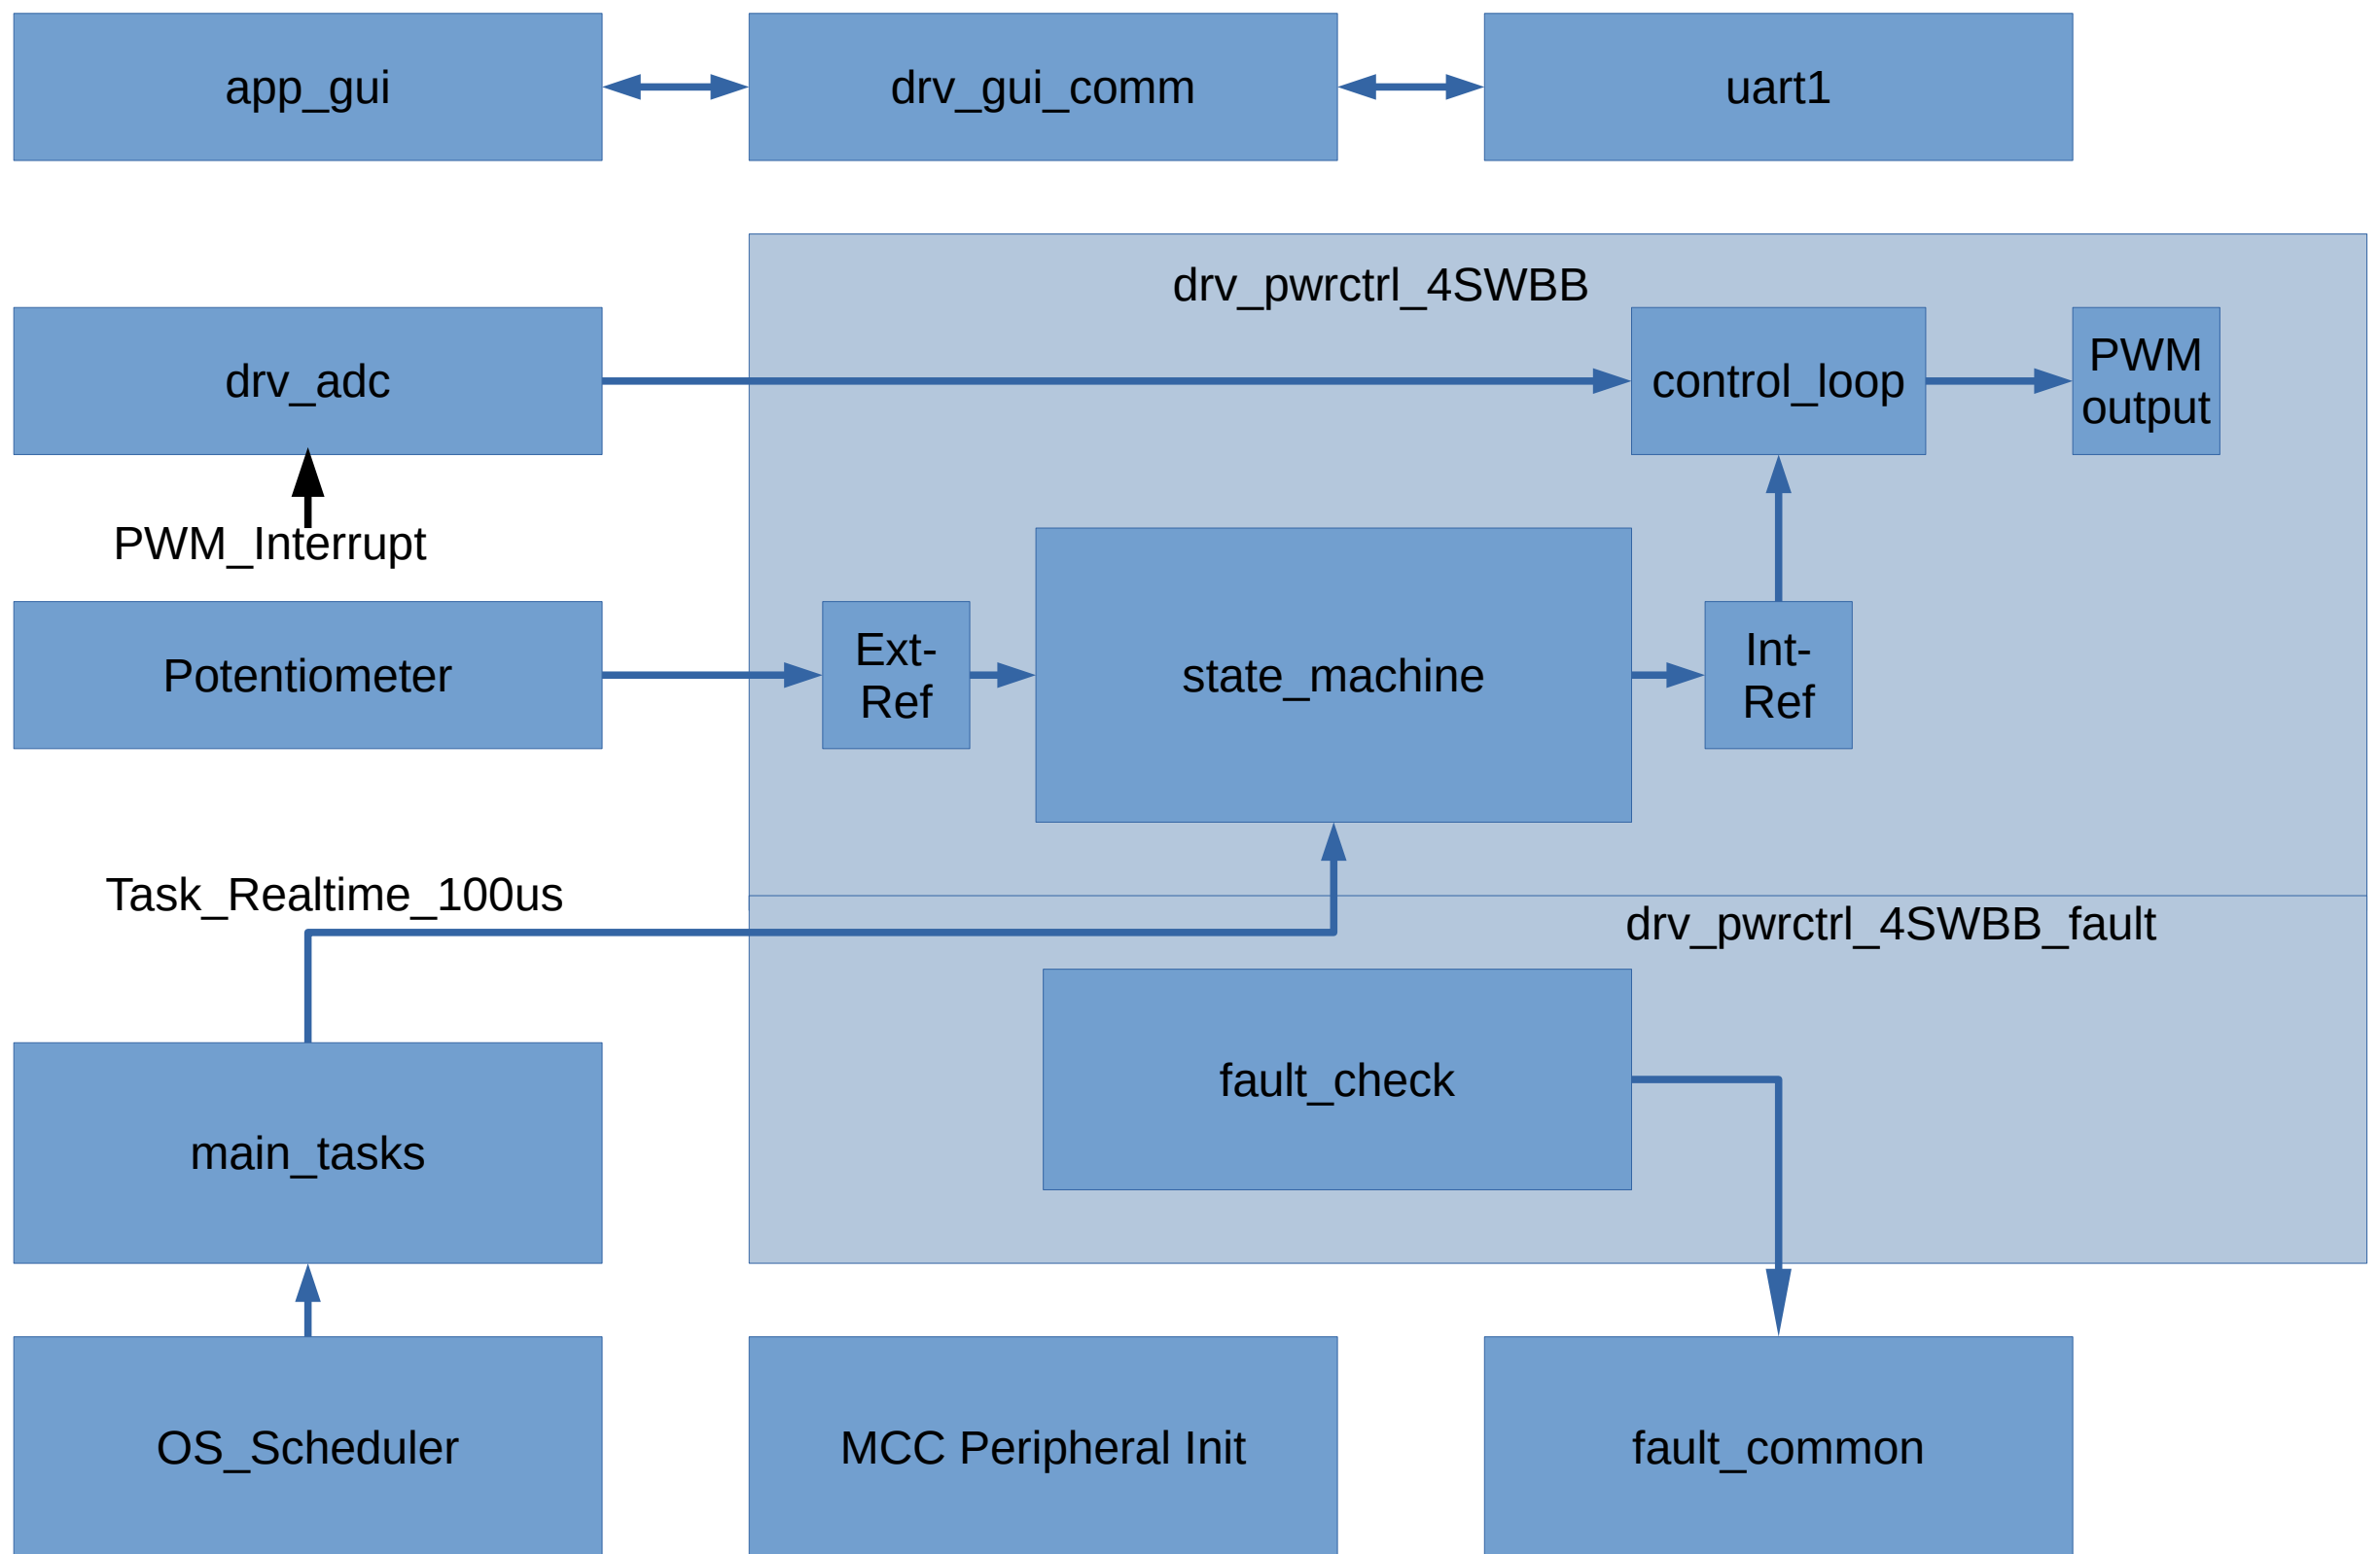 app_gui
drv_gui_comm
uart1
drv_pwrctrl_4SWBB
drv_adc
control_loop
PWM
output
PWM_Interrupt
Potentiometer
Ext-
Ref
state_machine
Int-
Ref
Task_Realtime_100us
drv_pwrctrl_4SWBB_fault
main_tasks
fault_check
OS_Scheduler
MCC Peripheral Init
fault_common